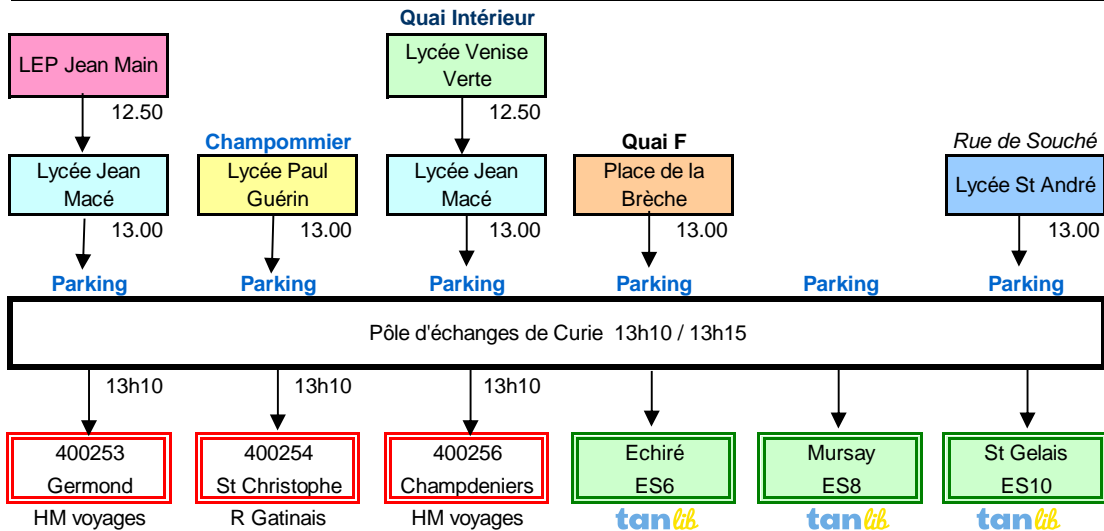 Quai Intérieur
LEP Jean Main
Lycée Venise
Verte
12.50
12.50
Champommier
Quai F
Rue de Souché
Lycée Jean
Macé
Lycée Paul
Guérin
Lycée Jean
Macé
Place de la
Brèche
Lycée St André
13.00
13.00
13.00
13.00
13.00
Parking
Parking
Parking
Parking
Parking
Parking
Pôle d'échanges de Curie 13h10 / 13h15
13h10
13h10
13h10
400253
Germond
400254
St Christophe
400256
Champdeniers
Echiré
ES6
Mursay
ES8
St Gelais
ES10
HM voyages
R Gatinais
HM voyages
tanlib
tanlib
tanlib